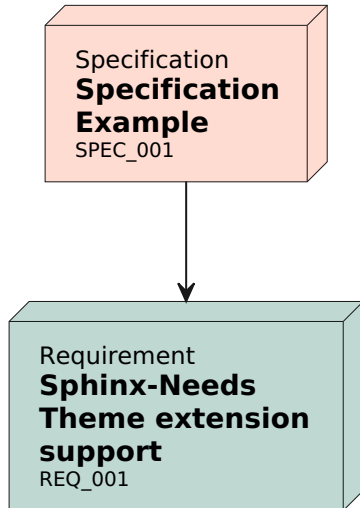 Specification
Specification
Example
SPEC_001
Requirement
Sphinx-Needs
Theme extension
support
REQ_001